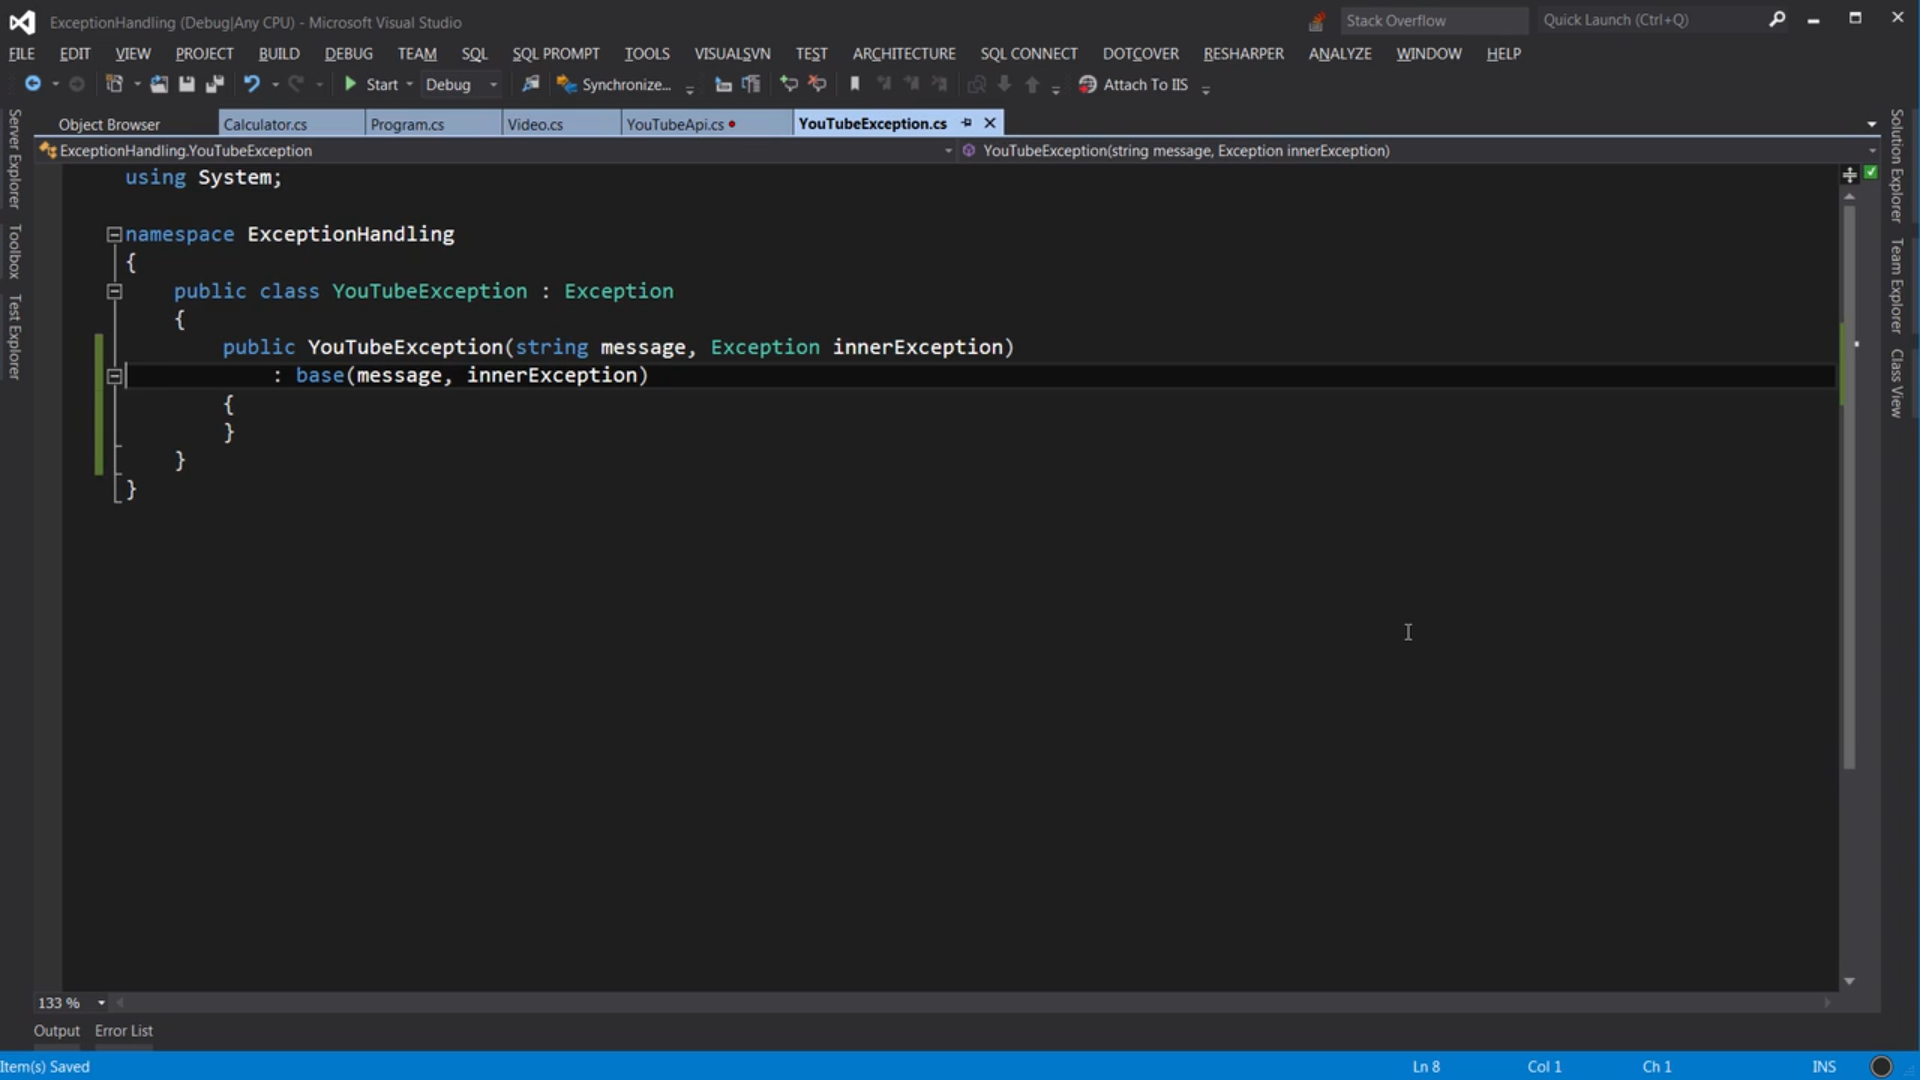 ExceptionHandling (Debug|Any CPU) - Microsoft Visual Studio
Stack Overflow
Quick Launch (Ctrl+Q)
FILE EDIT VIEW PROJECT BUILD DEBUG TEAM SQL SQL PROMPT TOOLS VISUALSVN TEST ARCHITECTURE SQL CONNECT DOTCOVER RESHARPER ANALYZE WINDOW HELP
Start Debug Synchronize... Attach To IIS
Object Browser Calculator.cs Program.cs Video.cs YouTubeApi.cs YouTubeException.cs
ExceptionHandling.YouTubeException YouTubeException(string message, Exception innerException)
Server Explorer
Toolbox
Test Explorer
using System;
namespace ExceptionHandling
{
public class YouTubeException : Exception
{
public YouTubeException(string message, Exception innerException)
: base(message, innerException)
{
}
}
}
Solution Explorer
Team Explorer
Class View
133 %
Output Error List
Item(s) Saved Ln 8 Col 1 Ch 1 INS